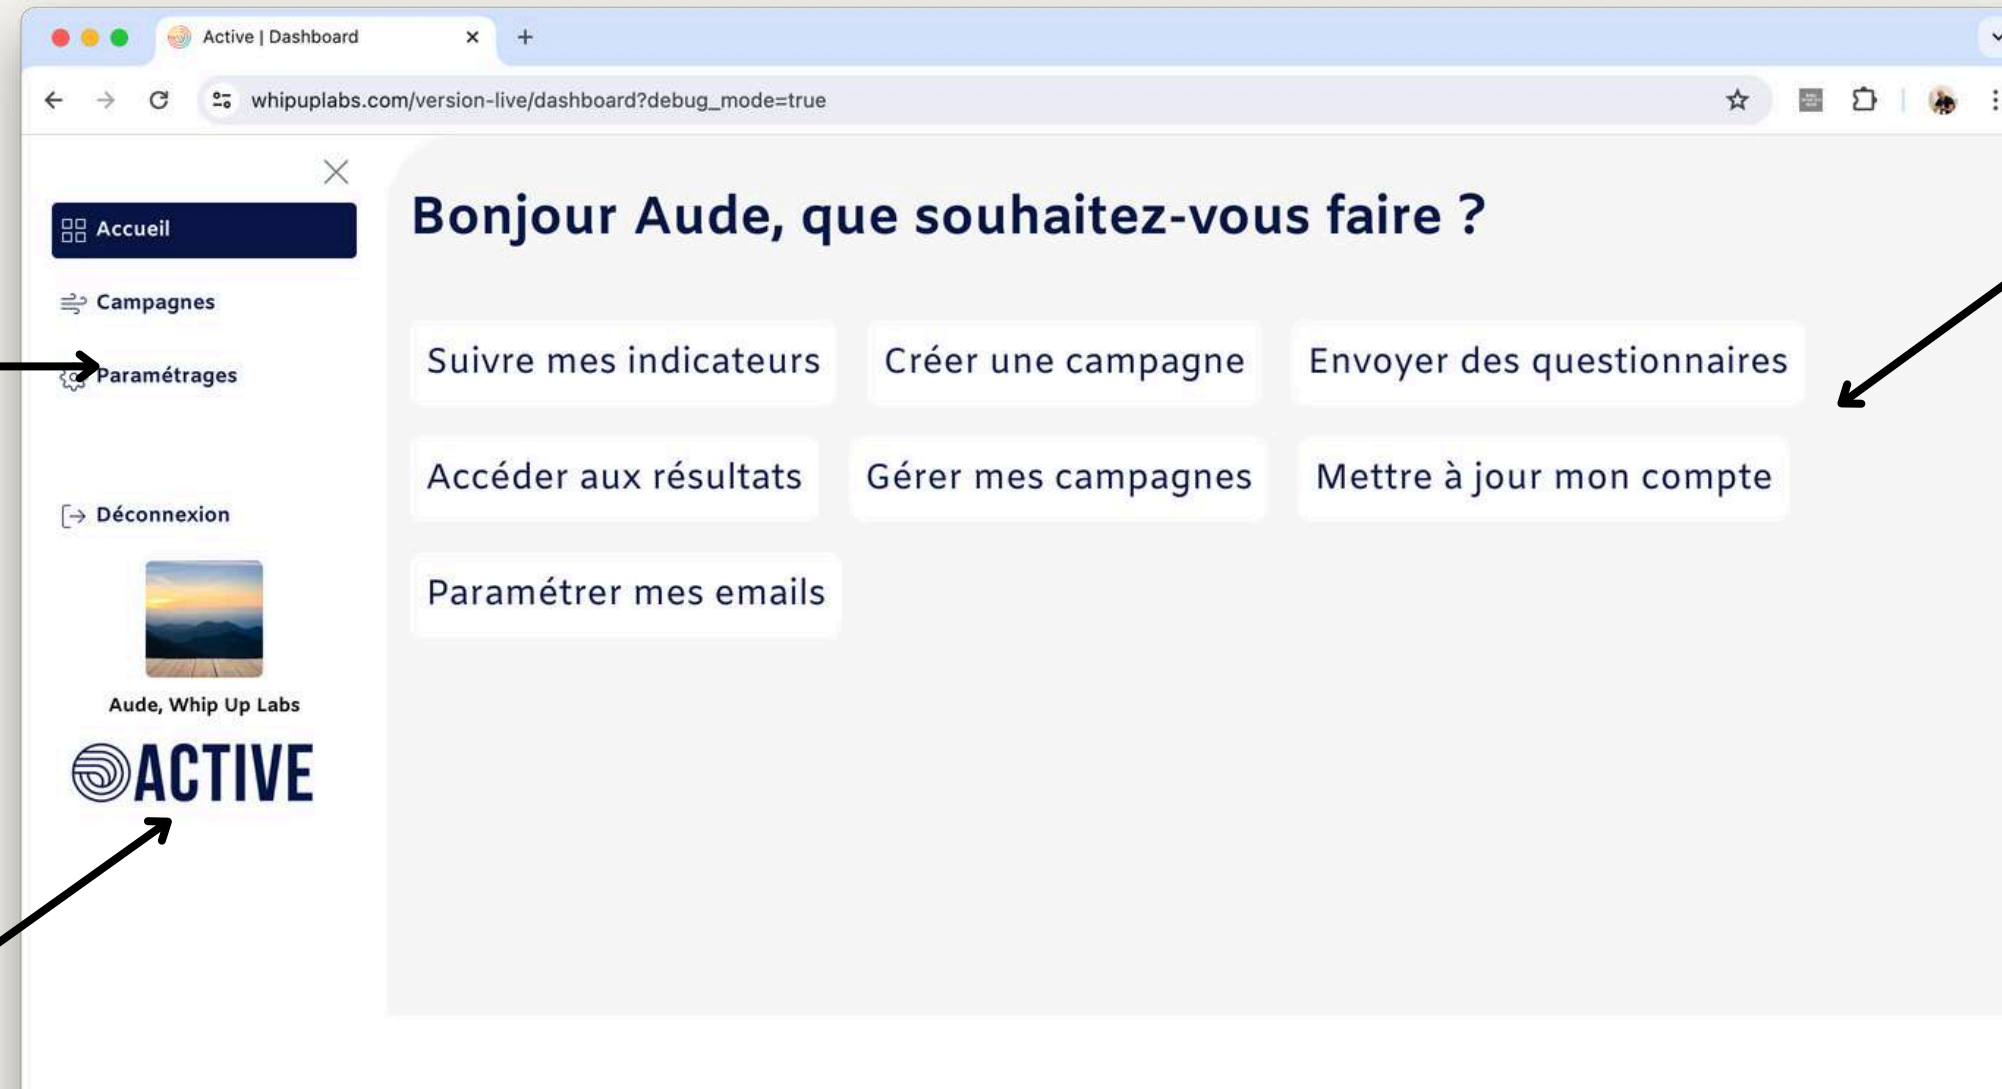 Active | Dashboard
whipuplabs.com/version-live/dashboard?debug_mode=true
Accueil
Campagnes
Paramétrages
Déconnexion
Aude, Whip Up Labs
ACTIVE
Bonjour Aude, que souhaitez-vous faire ?
Suivre mes indicateurs Créer une campagne Envoyer des questionnaires
Accéder aux résultats Gérer mes campagnes Mettre à jour mon compte
Paramétrer mes emails